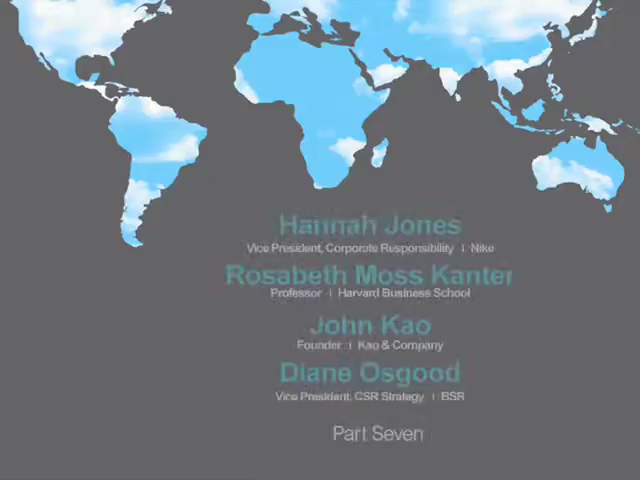 Hannah Jones
Vice President, Corporate Responsibility | Nike
Rosabeth Moss Kanter
Professor | Harvard Business School
John Kao
Founder | Kao & Company
Diane Osgood
Vice President, CSR Strategy | BSR
Part Seven